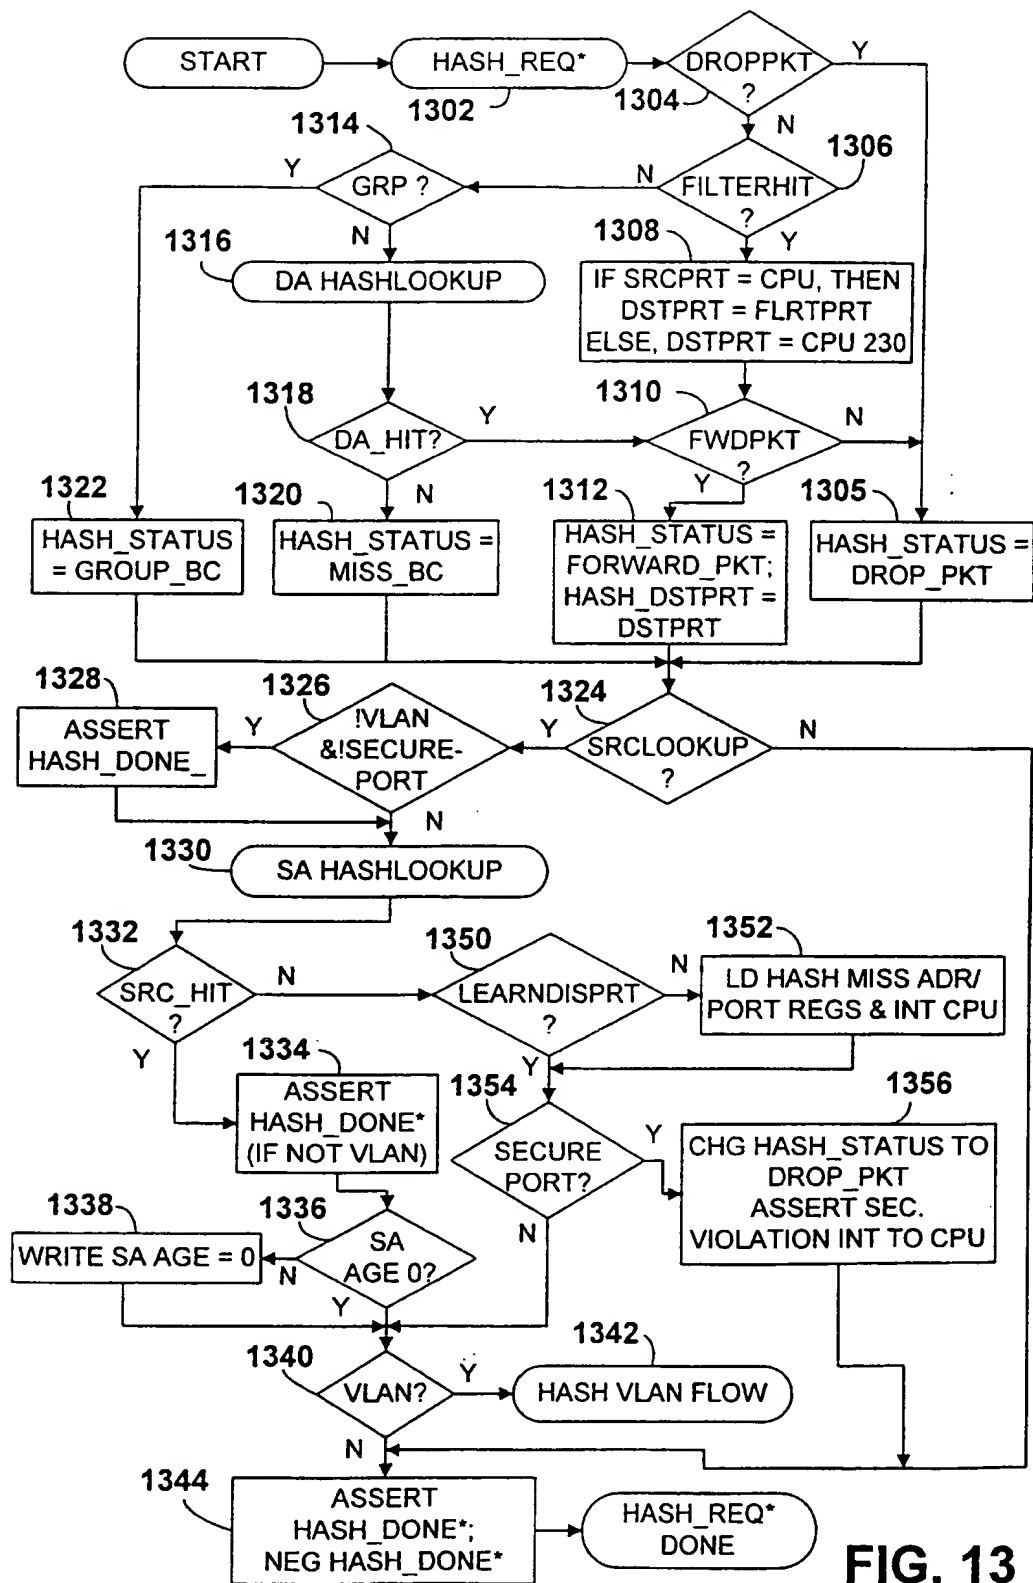 START
HASH_REQ*
1302
DROPPKT
?
1304
Y
N
1314
GRP ?
Y
N
FILTERHIT
?
1306
N
Y
1316
DA HASHLOOKUP
1308
IF SRCPRT = CPU, THEN
DSTPRT = FLRTPRT
ELSE, DSTPRT = CPU 230
1318
DA_HIT?
Y
N
1310
FWDPKT
?
N
Y
1322
HASH_STATUS
= GROUP_BC
1320
HASH_STATUS =
MISS_BC
1312
HASH_STATUS =
FORWARD_PKT;
HASH_DSTPRT =
DSTPRT
1305
HASH_STATUS =
DROP_PKT
1328
ASSERT
HASH_DONE_
1326
!VLAN
&!SECURE-
PORT
Y
N
1324
SRCLOOKUP
?
Y
N
1330
SA HASHLOOKUP
1332
SRC_HIT
?
N
Y
1350
LEARNDISPRT
?
N
Y
1352
LD HASH MISS ADR/
PORT REGS & INT CPU
1334
ASSERT
HASH_DONE*
(IF NOT VLAN)
1354
SECURE
PORT?
Y
N
1356
CHG HASH_STATUS TO
DROP_PKT
ASSERT SEC.
VIOLATION INT TO CPU
1338
WRITE SA AGE = 0
1336
SA
AGE 0?
N
Y
1340
VLAN?
Y
N
1342
HASH VLAN FLOW
1344
ASSERT
HASH_DONE*;
NEG HASH_DONE*
HASH_REQ*
DONE
FIG. 13